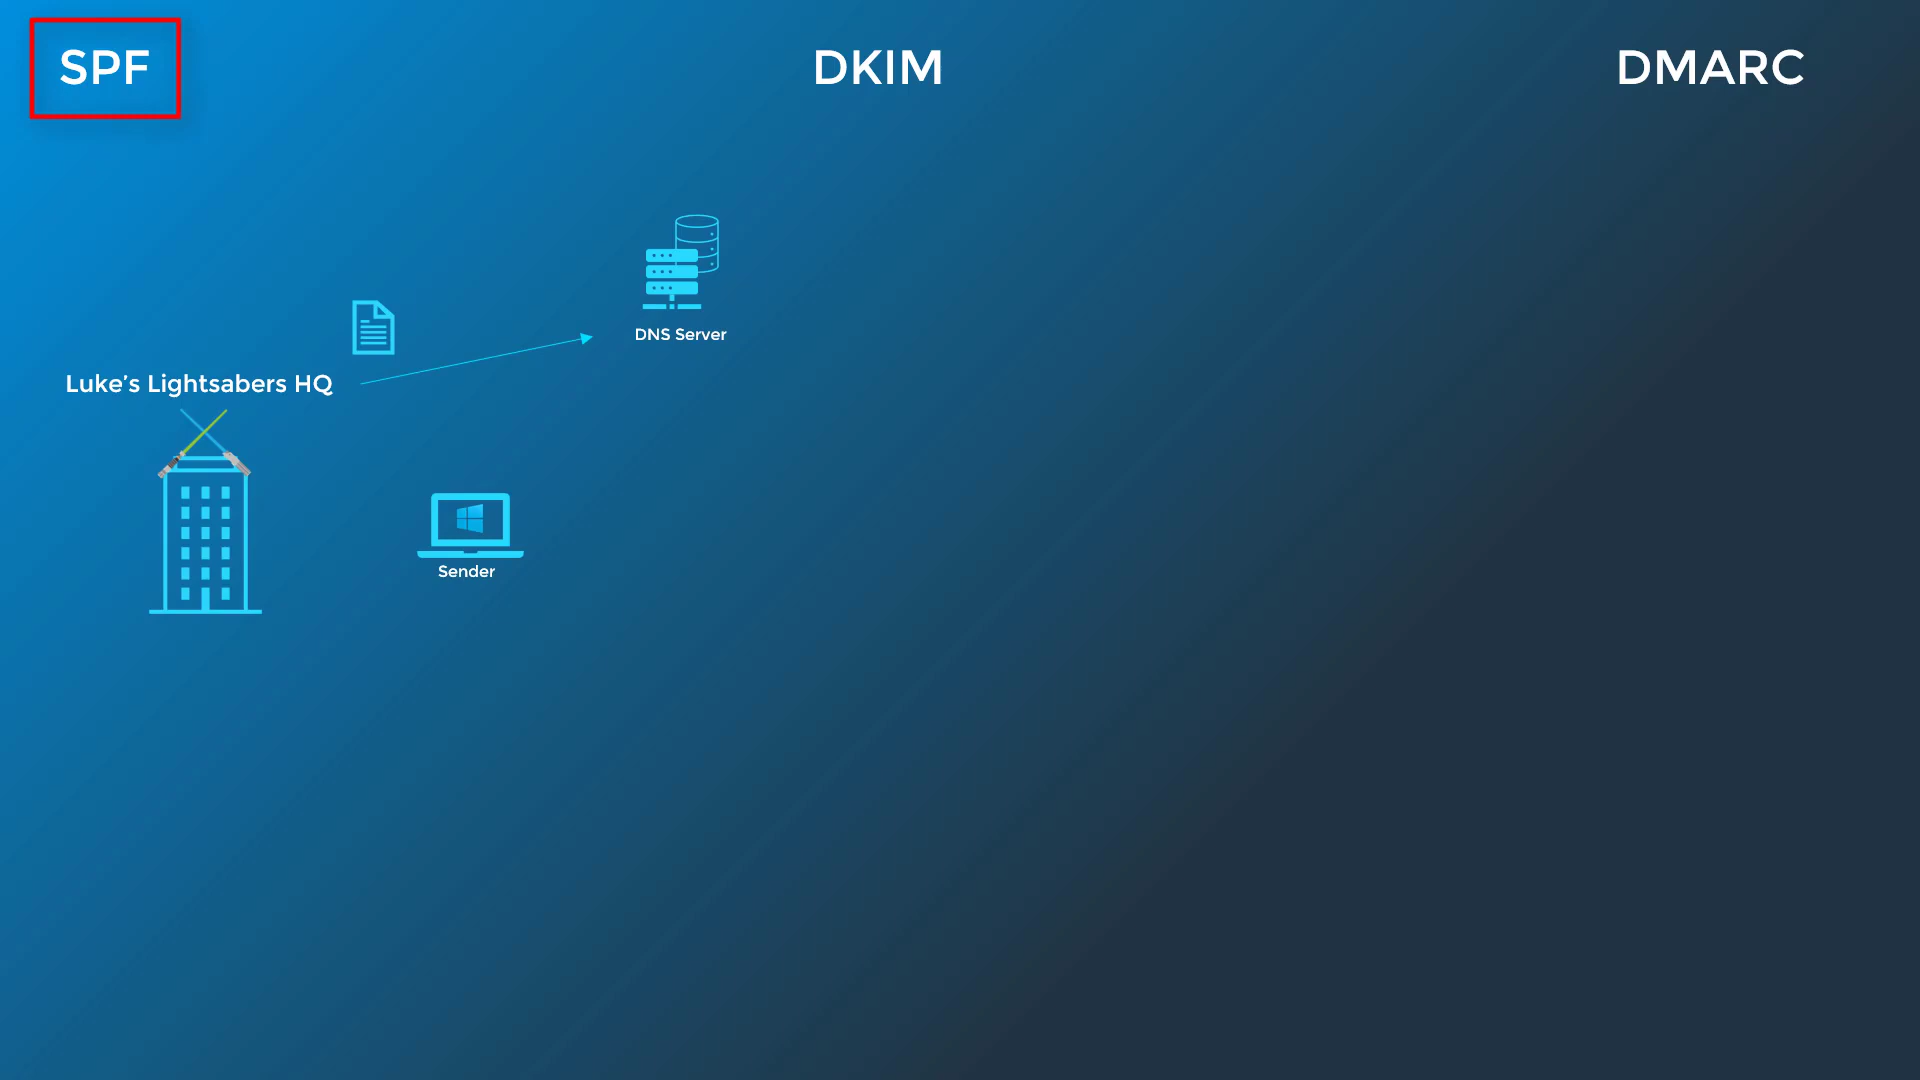 SPF
DKIM
DMARC
DNS Server
Luke’s Lightsabers HQ
Sender